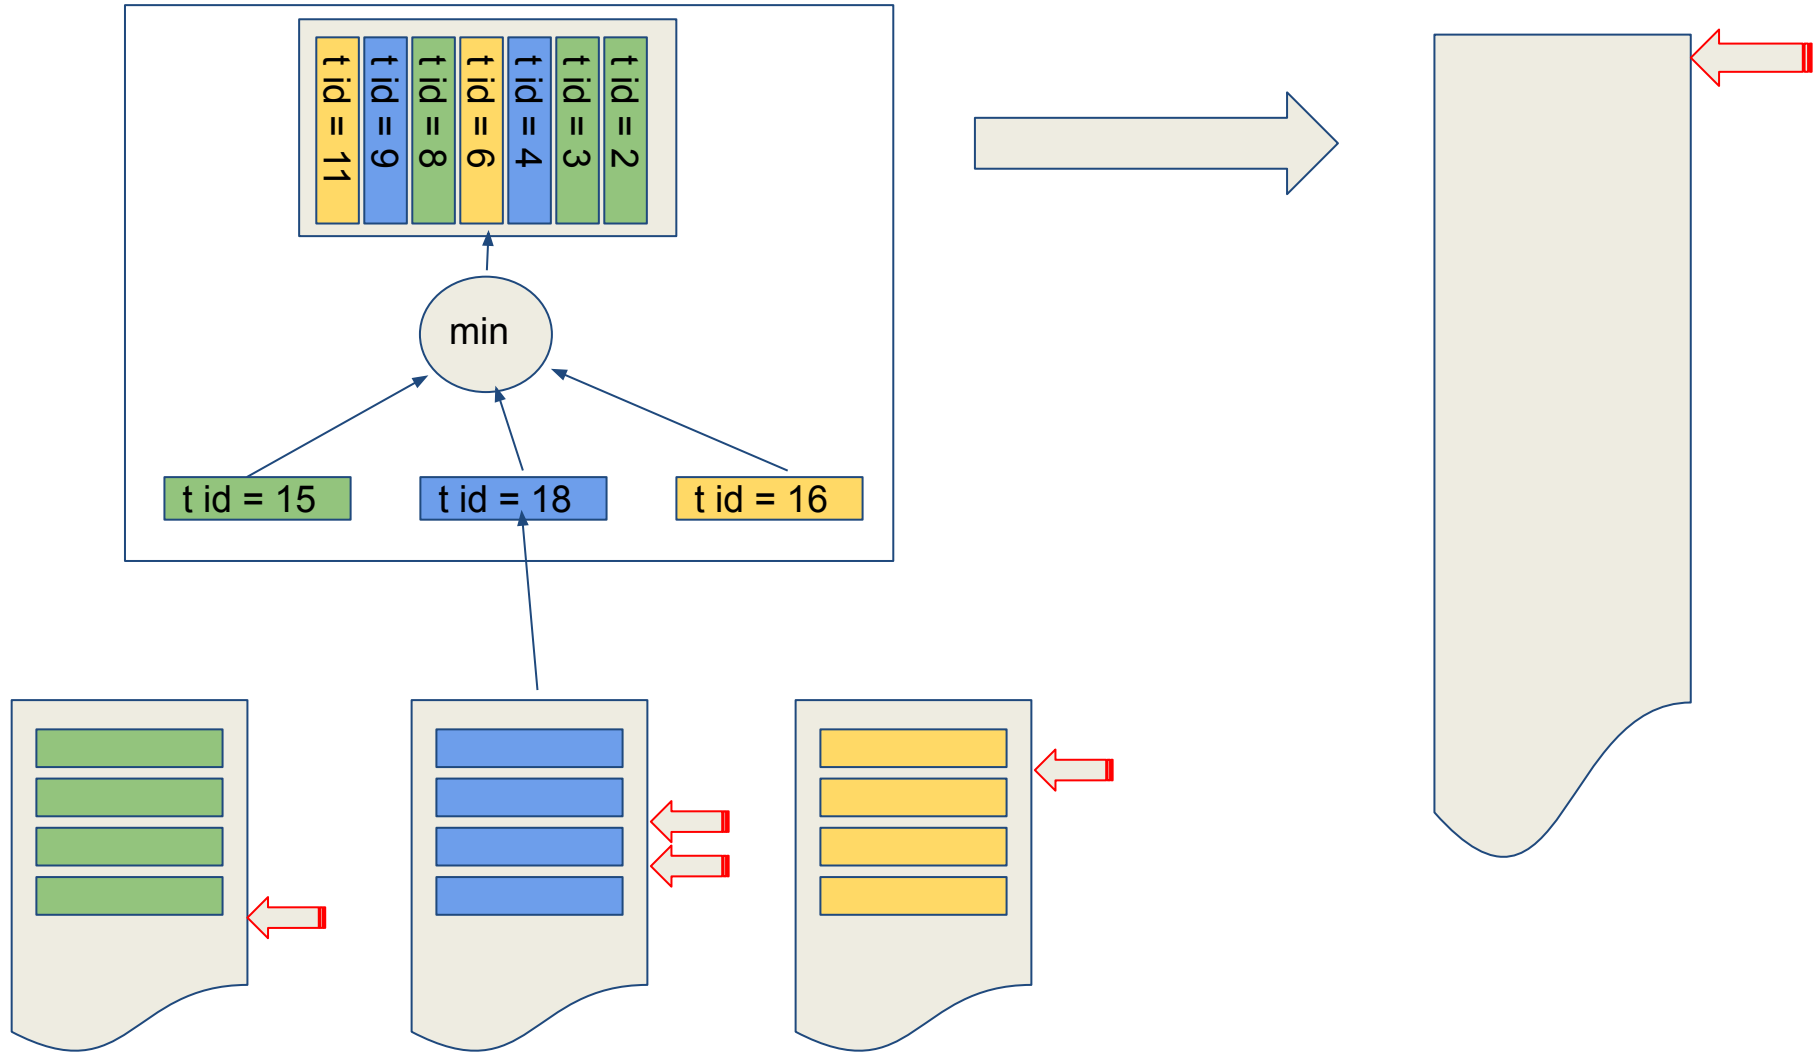 t id = 11
t id = 9
t id = 8
t id = 6
t id = 4
t id = 3
t id = 2
min
t id = 15
t id = 18
t id = 16